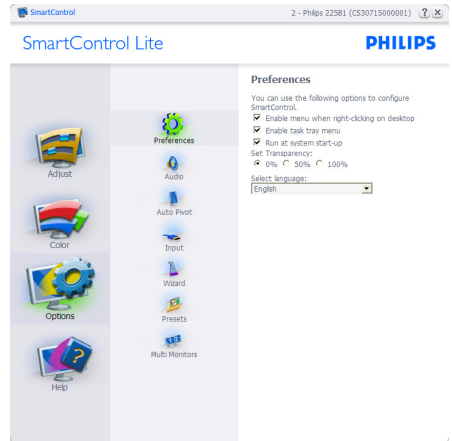 SmartControl
2 - Philips 225B1 (CS30715000001)
SmartControl Lite
PHILIPS
Adjust
Color
Options
Help
Preferences
Audio
Auto Pivot
Input
Wizard
Presets
Multi Monitors
Preferences
You can use the following options to configure
SmartControl.
Enable menu when right-clicking on desktop
Enable task tray menu
Run at system start-up
Set Transparency:
0% 50% 100%
Select language:
English